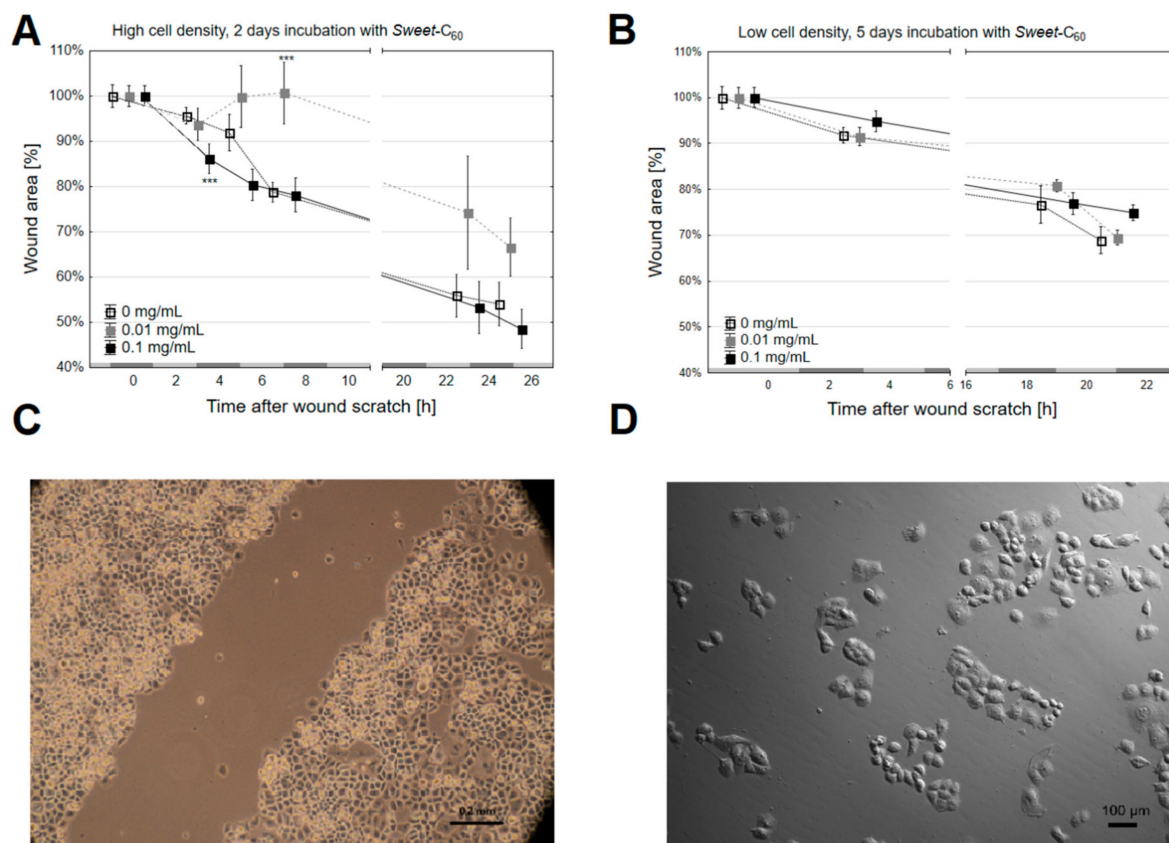 A
High cell density, 2 days incubation with Sweet-C60
110%
100%
90%
80%
70%
60%
50%
40%
Wound area [%]
***
***
0 mg/mL
0.01 mg/mL
0.1 mg/mL
0 2 4 6 8 10 20 22 24 26
Time after wound scratch [h]
B
Low cell density, 5 days incubation with Sweet-C60
110%
100%
90%
80%
70%
60%
50%
40%
Wound area [%]
0 mg/mL
0.01 mg/mL
0.1 mg/mL
0 2 4 6 16 18 20 22
Time after wound scratch [h]
C
0.2 mm
D
100 µm